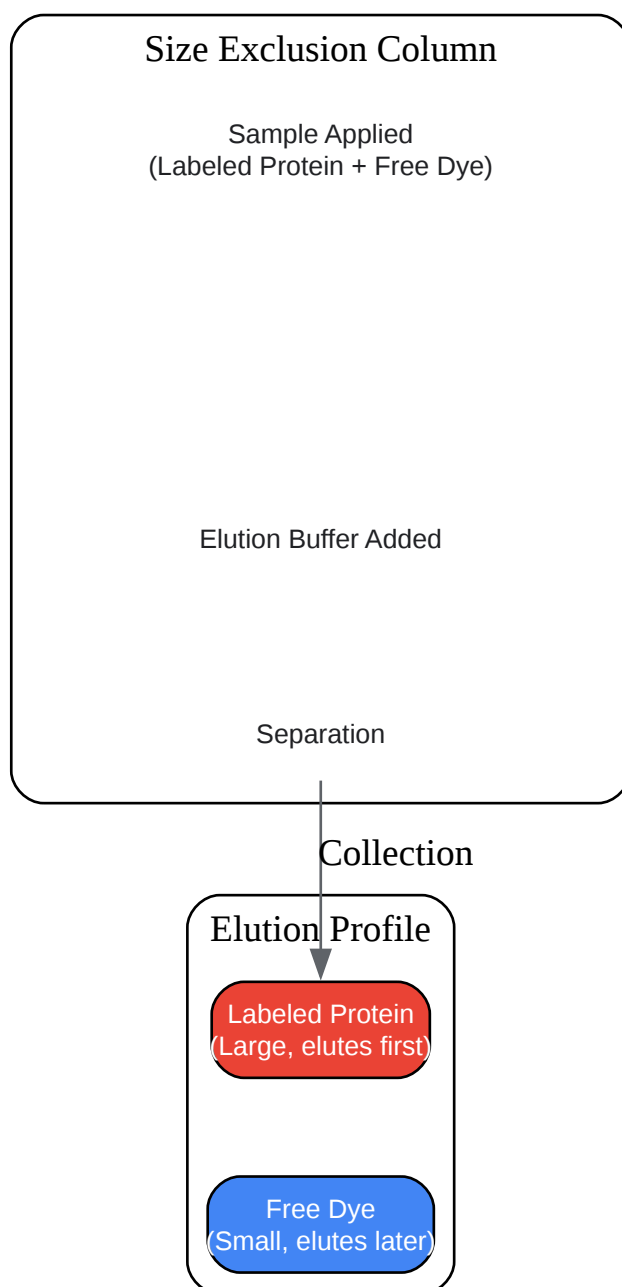 Size Exclusion Column
Sample Applied
(Labeled Protein + Free Dye)
Elution Buffer Added
Separation
Collection
Elution Profile
Labeled Protein
(Large, elutes first)
Free Dye
(Small, elutes later)